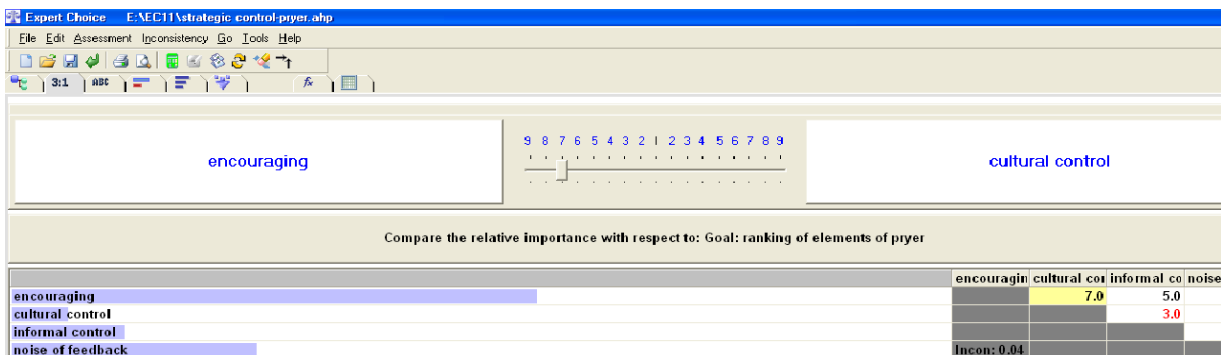 Expert Choice E:\EC11\strategic control-pryer.ahp
File Edit Assessment Inconsistency Go Tools Help
3:1 ABC fx
9 8 7 6 5 4 3 2 1 2 3 4 5 6 7 8 9
encouraging cultural control
Compare the relative importance with respect to: Goal: ranking of elements of pryer
encouragin cultural cor informal co noise
encouraging 7.0 5.0
cultural control 3.0
informal control
noise of feedback Incon: 0.04